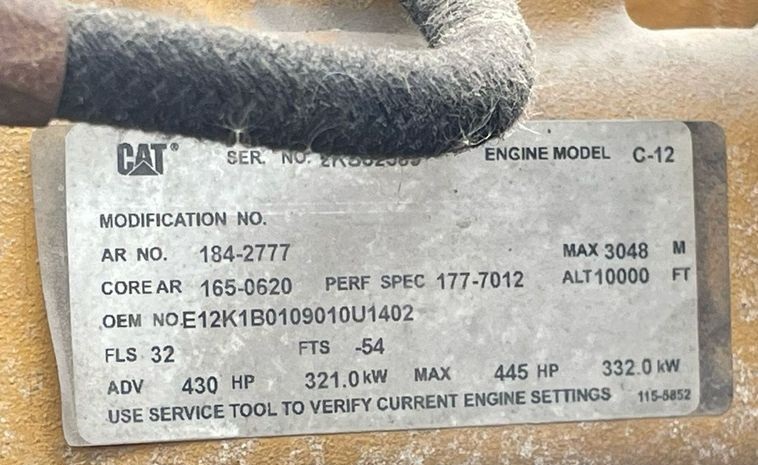 CAT® SER. NO. ENGINE MODEL C-12
MODIFICATION NO.
AR NO. 184-2777 MAX 3048 M
CORE AR 165-0620 PERF SPEC 177-7012 ALT 10000 FT
OEM NO. E12K1B0109010U1402
FLS 32 FTS -54
ADV 430 HP 321.0 kW MAX 445 HP 332.0 kW
USE SERVICE TOOL TO VERIFY CURRENT ENGINE SETTINGS 115-5852